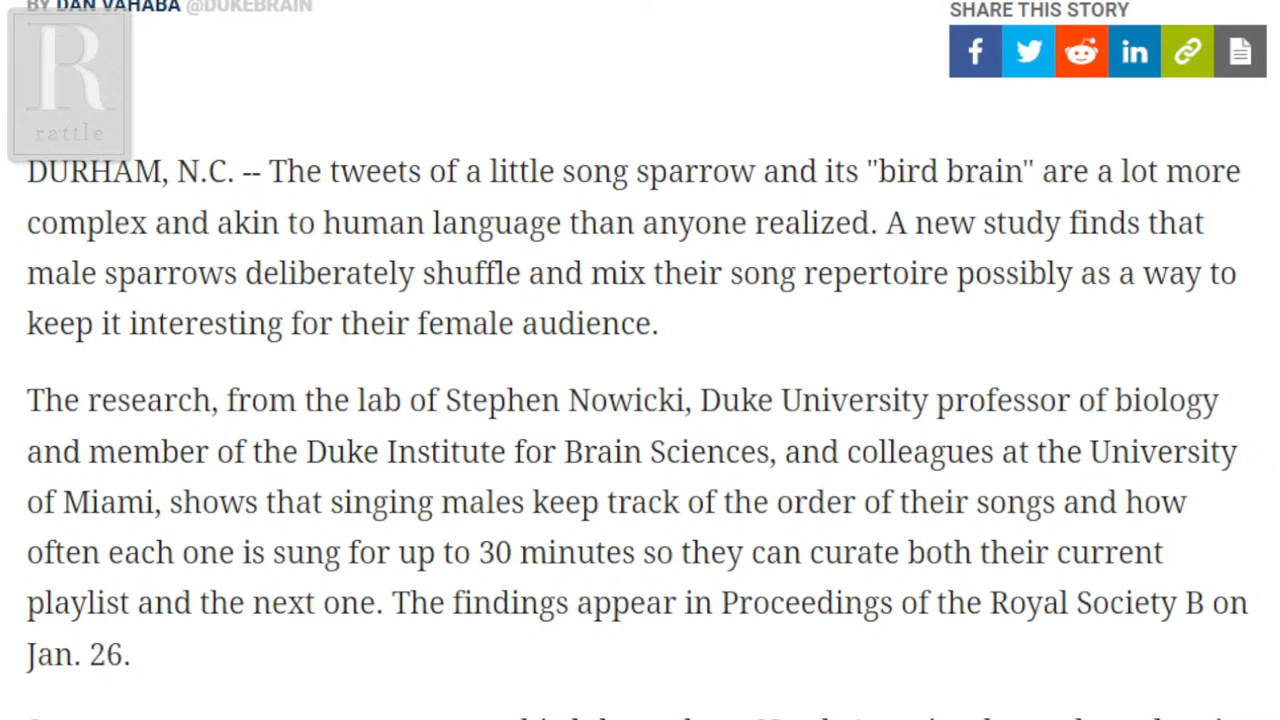 BY DAN VAHABA @DUKEBRAIN
SHARE THIS STORY
R
rattle
DURHAM, N.C. -- The tweets of a little song sparrow and its "bird brain" are a lot more
complex and akin to human language than anyone realized. A new study finds that
male sparrows deliberately shuffle and mix their song repertoire possibly as a way to
keep it interesting for their female audience.
The research, from the lab of Stephen Nowicki, Duke University professor of biology
and member of the Duke Institute for Brain Sciences, and colleagues at the University
of Miami, shows that singing males keep track of the order of their songs and how
often each one is sung for up to 30 minutes so they can curate both their current
playlist and the next one. The findings appear in Proceedings of the Royal Society B on
Jan. 26.